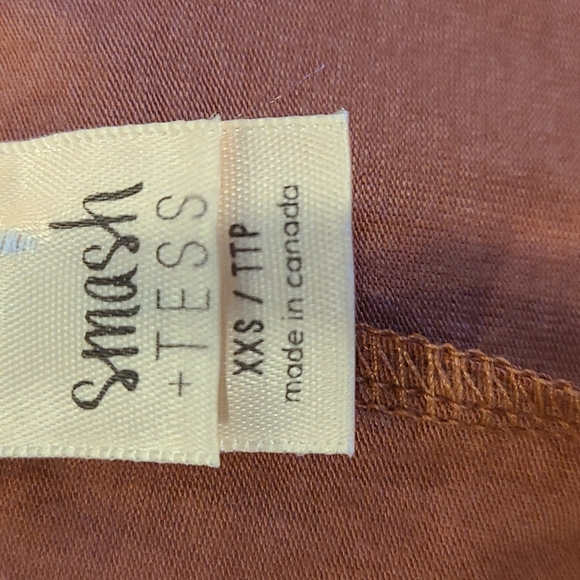 smash
+ TESS
XXS / TTP
made in canada